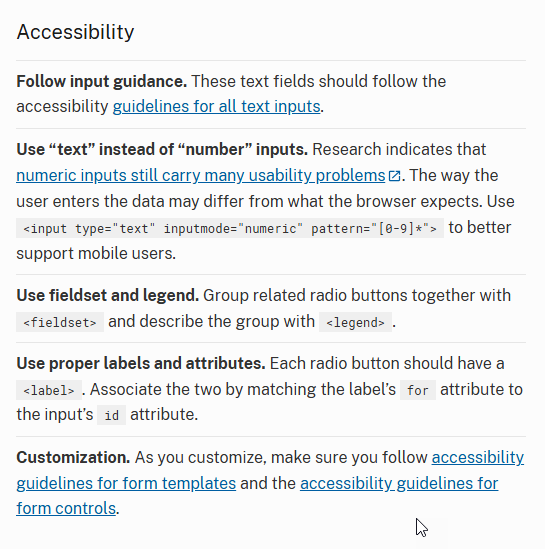 Accessibility
Follow input guidance. These text fields should follow the
accessibility guidelines for all text inputs.
Use “text” instead of “number” inputs. Research indicates that
numeric inputs still carry many usability problems. The way the
user enters the data may differ from what the browser expects. Use
<input type="text" inputmode="numeric" pattern="[0-9]*"> to better
support mobile users.
Use fieldset and legend. Group related radio buttons together with
<fieldset> and describe the group with <legend> .
Use proper labels and attributes. Each radio button should have a
<label> . Associate the two by matching the label’s for attribute to
the input’s id attribute.
Customization. As you customize, make sure you follow accessibility
guidelines for form templates and the accessibility guidelines for
form controls.